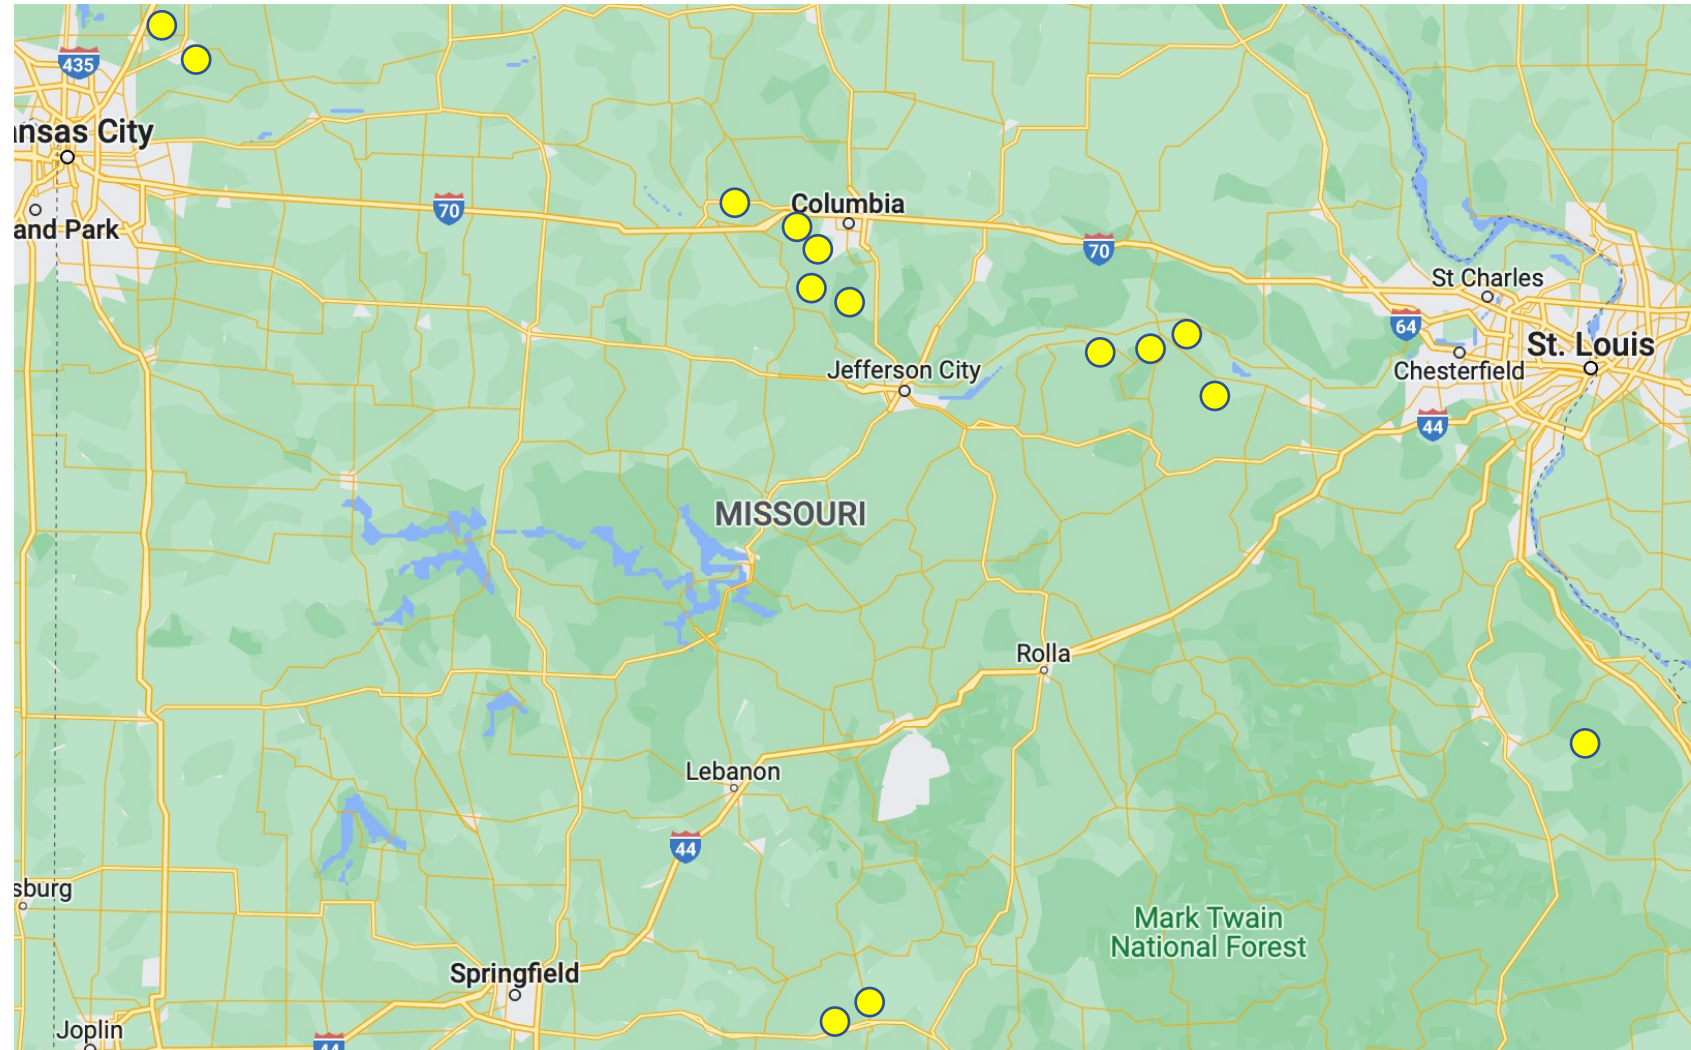 435
ansas City
and Park
70
Columbia
70
St Charles
64
St. Louis
Chesterfield
Jefferson City
44
MISSOURI
Rolla
Lebanon
44
sburg
Mark Twain
National Forest
Springfield
Joplin
44